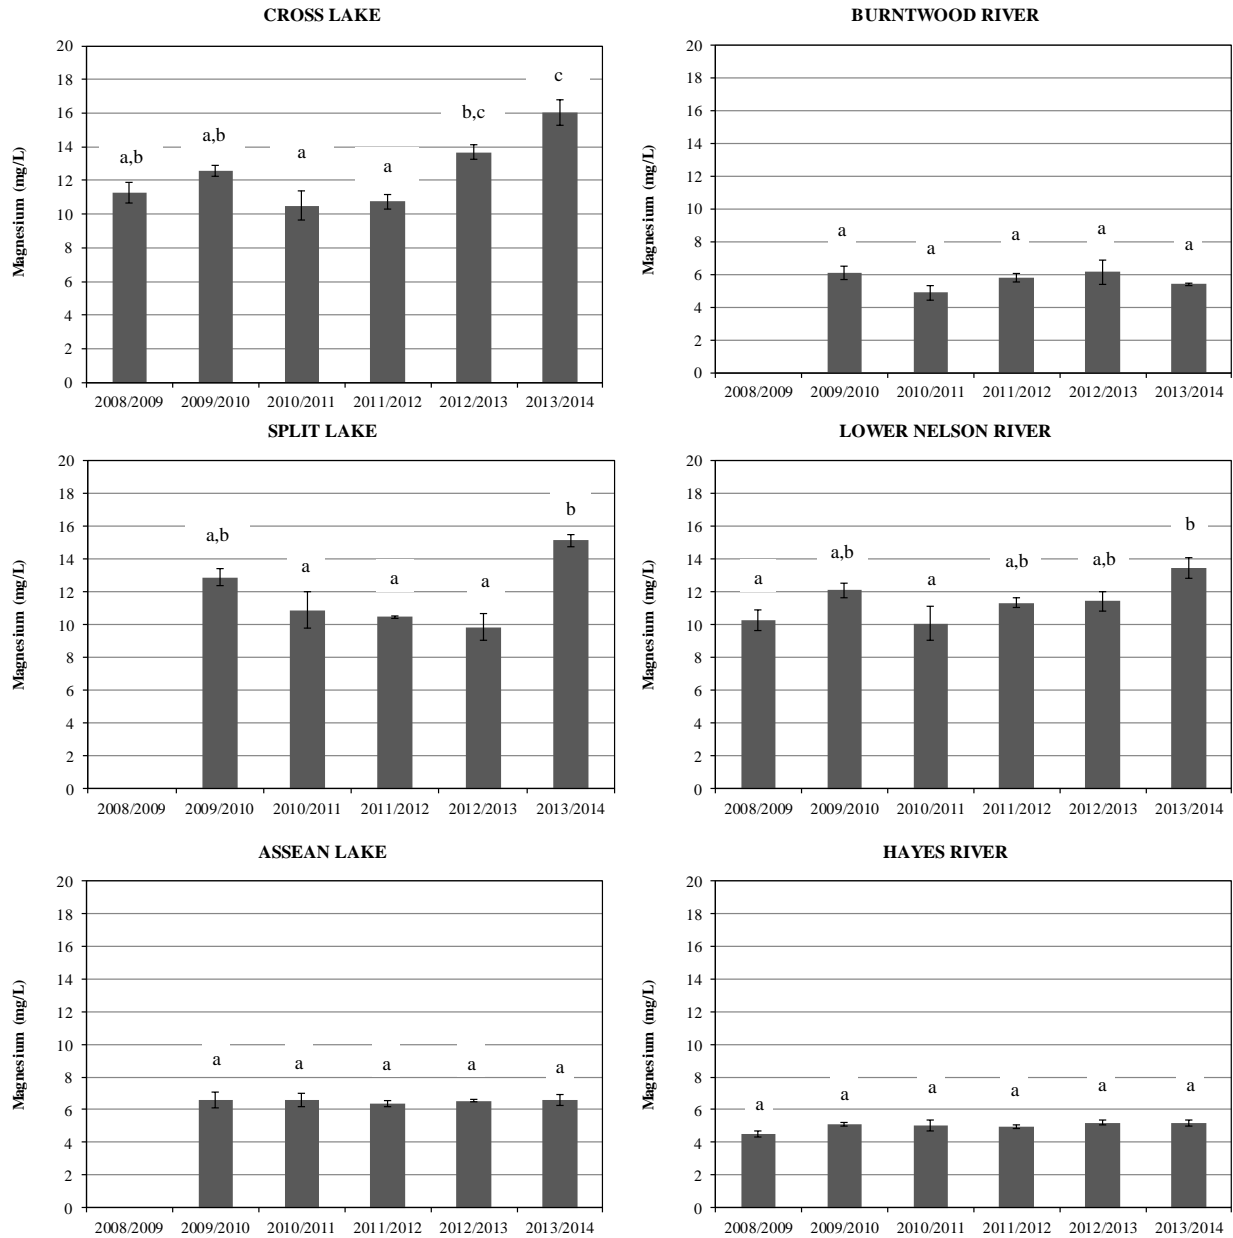 CROSS LAKE
Magnesium (mg/L)
20
18
16
14
12
10
8
6
4
2
0
a,b
a,b
a
a
b,c
c
2008/2009 2009/2010 2010/2011 2011/2012 2012/2013 2013/2014
BURNTWOOD RIVER
Magnesium (mg/L)
20
18
16
14
12
10
8
6
4
2
0
a
a
a
a
a
2008/2009 2009/2010 2010/2011 2011/2012 2012/2013 2013/2014
SPLIT LAKE
Magnesium (mg/L)
20
18
16
14
12
10
8
6
4
2
0
a,b
a
a
a
b
2008/2009 2009/2010 2010/2011 2011/2012 2012/2013 2013/2014
LOWER NELSON RIVER
Magnesium (mg/L)
20
18
16
14
12
10
8
6
4
2
0
a
a,b
a
a,b
a,b
b
2008/2009 2009/2010 2010/2011 2011/2012 2012/2013 2013/2014
ASSEAN LAKE
Magnesium (mg/L)
20
18
16
14
12
10
8
6
4
2
0
a
a
a
a
a
2008/2009 2009/2010 2010/2011 2011/2012 2012/2013 2013/2014
HAYES RIVER
Magnesium (mg/L)
20
18
16
14
12
10
8
6
4
2
0
a
a
a
a
a
a
2008/2009 2009/2010 2010/2011 2011/2012 2012/2013 2013/2014